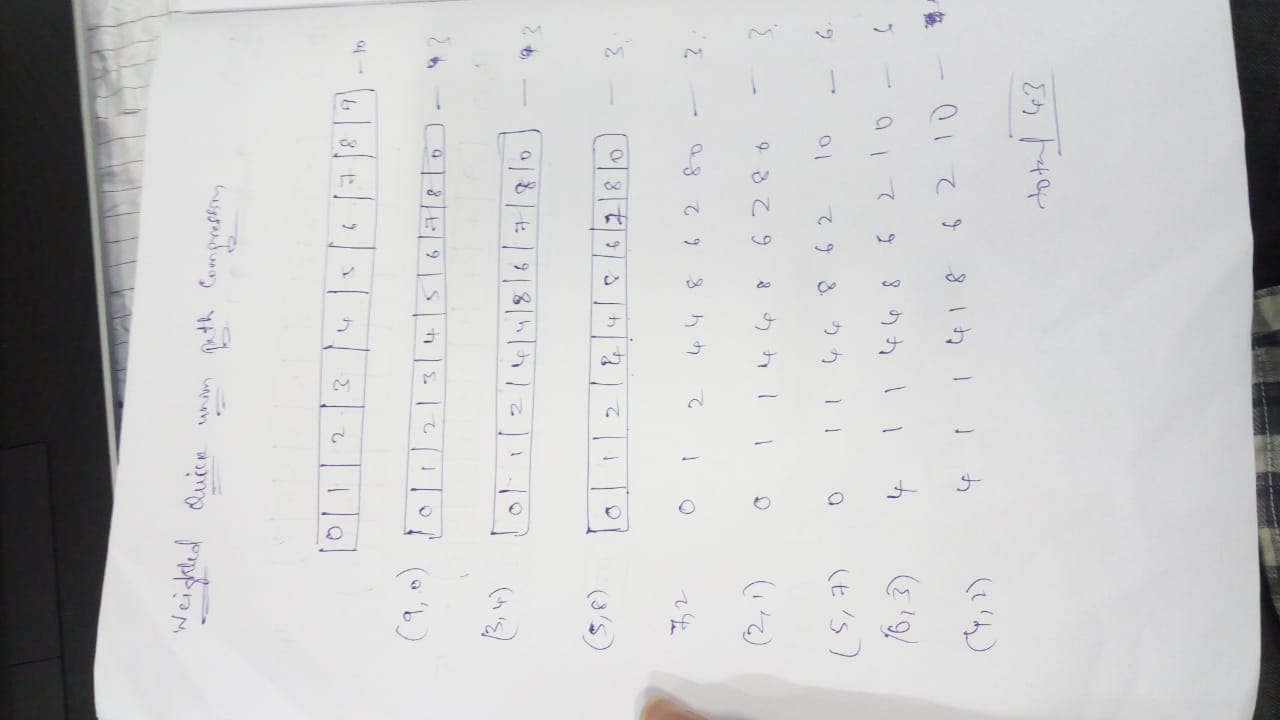 Weighted Quick union path Compression
0 1 2 3 4 5 6 7 8 9 - 10
(9,0) 0 1 2 3 4 5 6 7 8 0 - 3
(3,4) 0 1 2 4 4 8 6 7 8 0 - 3
(5,8) 0 1 2 4 4 8 6 7 8 0 - 3
7,2 0 1 2 4 4 8 6 2 8 0 - 3
(2,1) 0 1 1 4 4 8 6 2 8 0 - 3
(5,7) 0 1 1 4 4 8 6 2 1 0 - 6
(6,3) 4 1 1 4 4 8 6 2 1 0 -
(4,2) 4 1 1 4 1 8 6 2 1 0 -
total 43